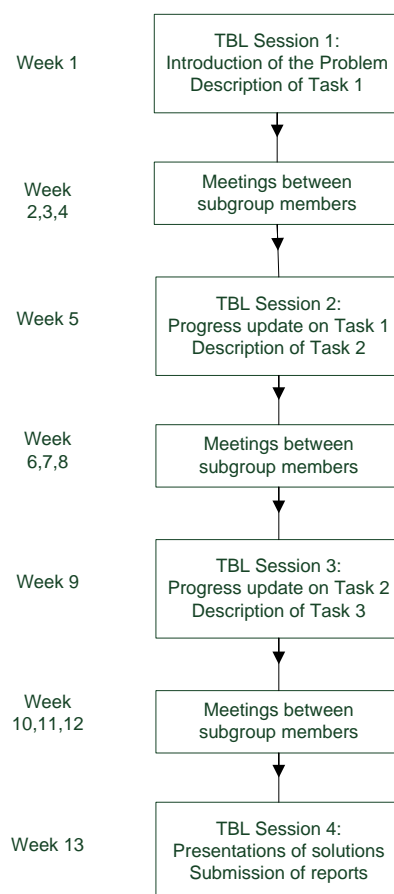 Week 1
TBL Session 1:
Introduction of the Problem
Description of Task 1
Week
2,3,4
Meetings between
subgroup members
Week 5
TBL Session 2:
Progress update on Task 1
Description of Task 2
Week
6,7,8
Meetings between
subgroup members
Week 9
TBL Session 3:
Progress update on Task 2
Description of Task 3
Week
10,11,12
Meetings between
subgroup members
Week 13
TBL Session 4:
Presentations of solutions
Submission of reports